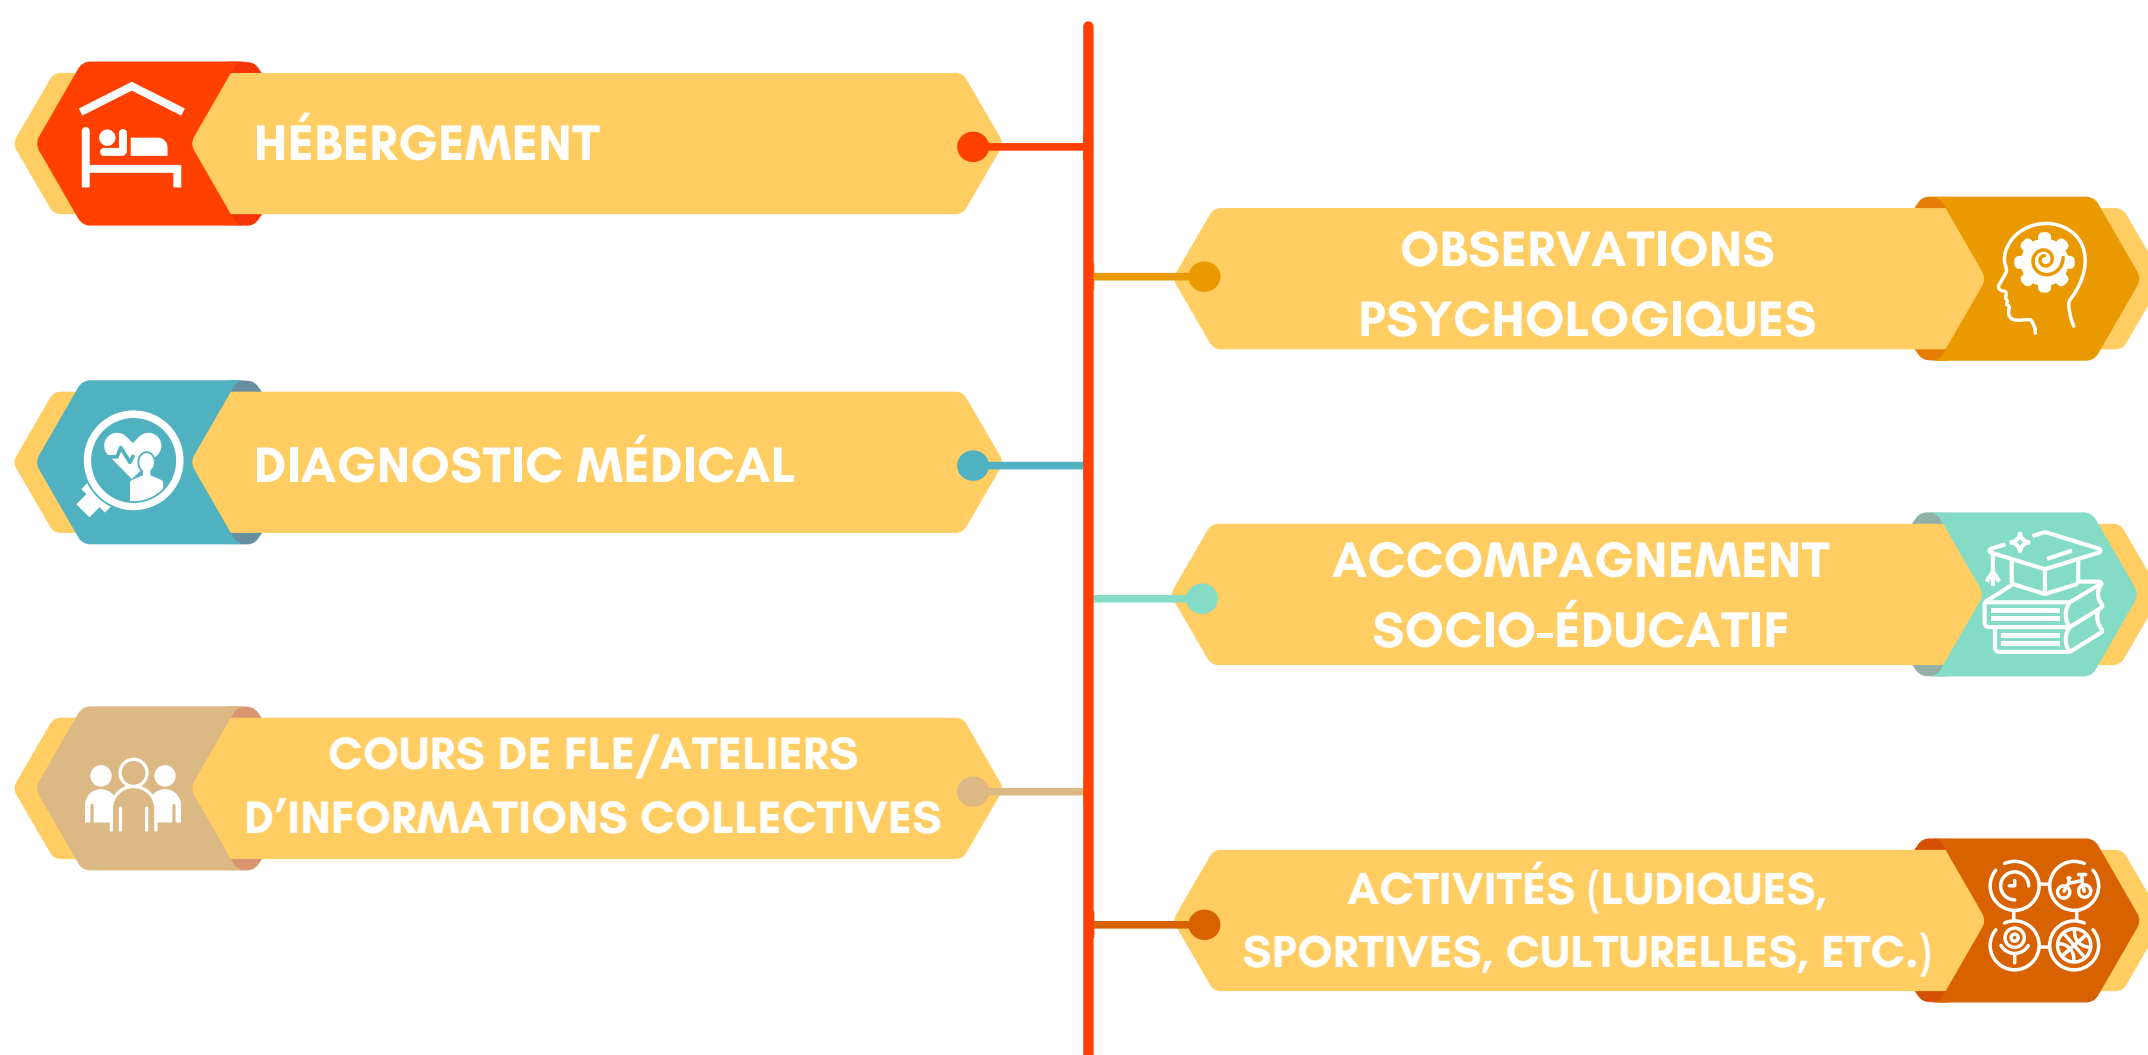 HÉBERGEMENT
OBSERVATIONS
PSYCHOLOGIQUES
DIAGNOSTIC MÉDICAL
ACCOMPAGNEMENT
SOCIO-ÉDUCATIF
COURS DE FLE/ATELIERS
D’INFORMATIONS COLLECTIVES
ACTIVITÉS (LUDIQUES,
SPORTIVES, CULTURELLES, ETC.)